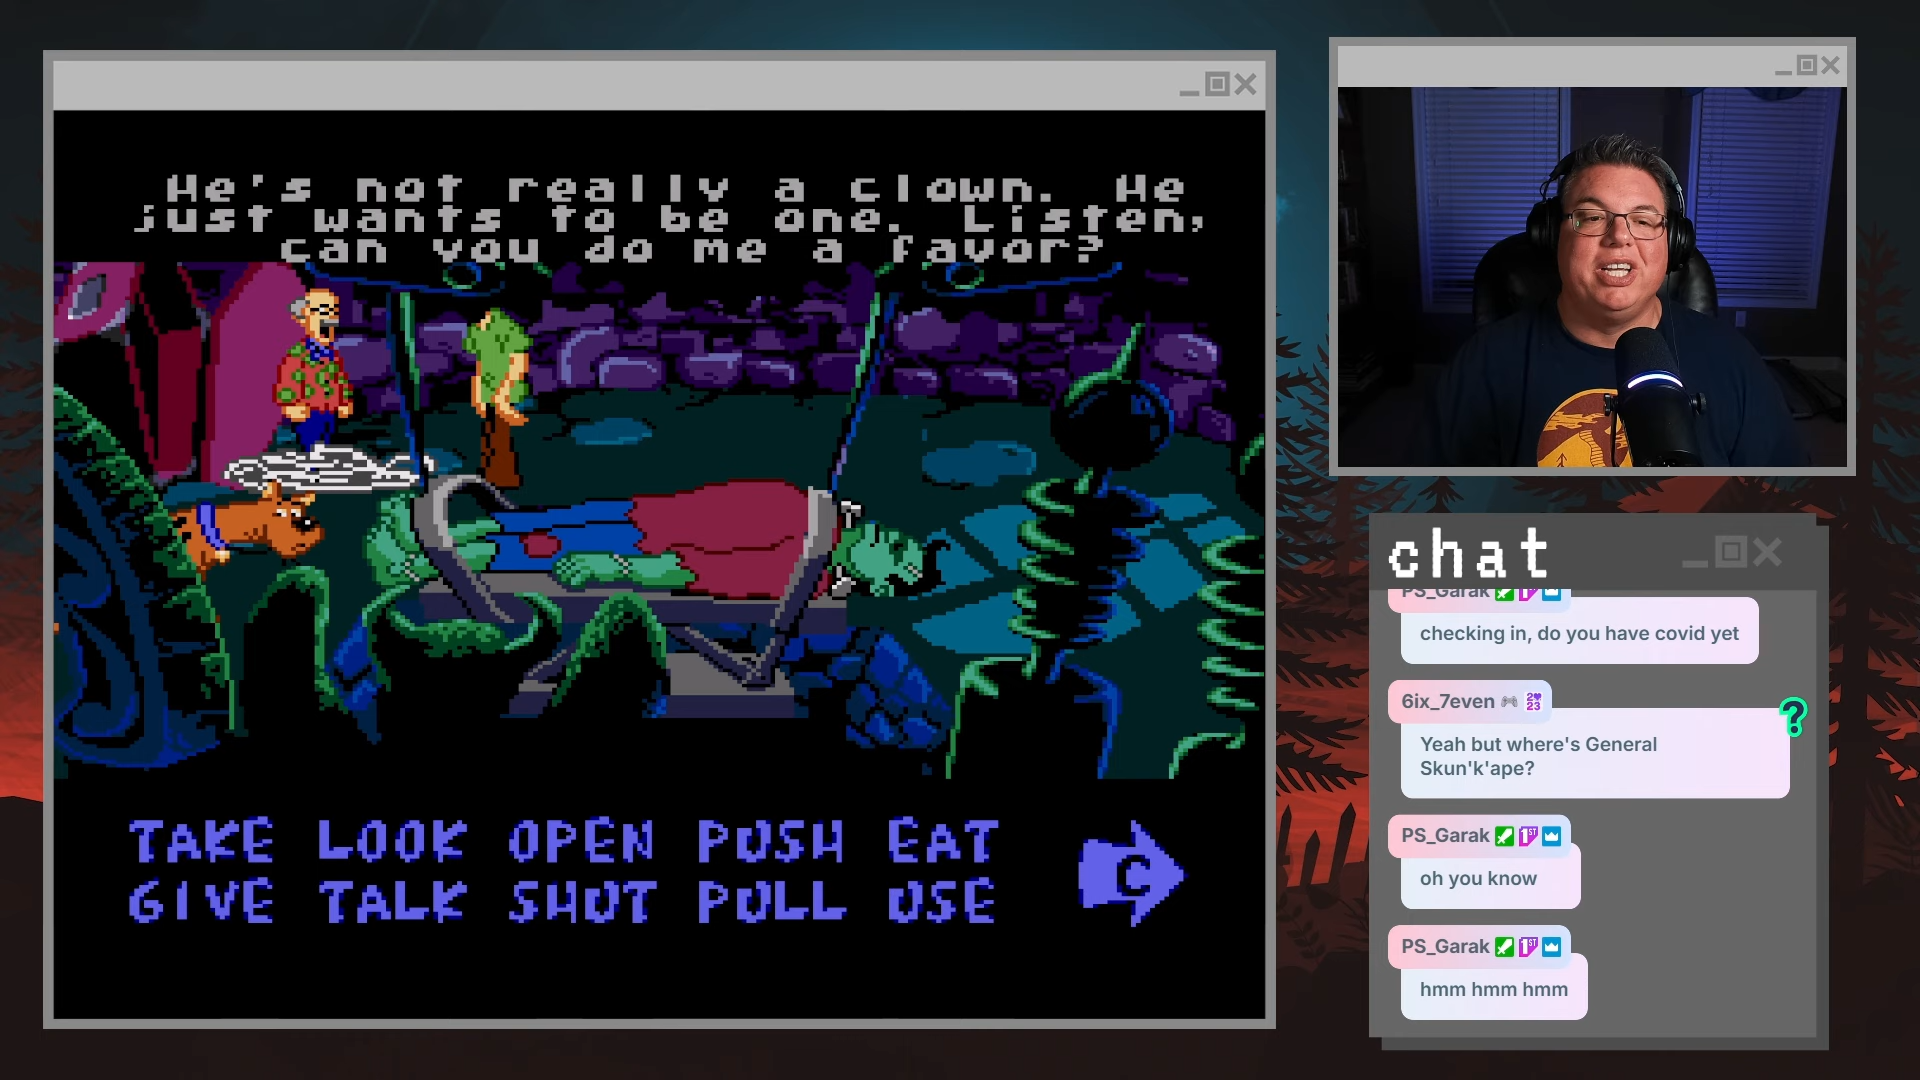 He's not really a clown. He
just wants to be one. Listen,
can you do me a favor?
TAKE LOOK OPEN PUSH EAT
GIVE TALK SHUT PULL USE
C
chat
PS_Garak
checking in, do you have covid yet
6ix_7even
?
Yeah but where's General
Skun'k'ape?
PS_Garak
oh you know
PS_Garak
hmm hmm hmm